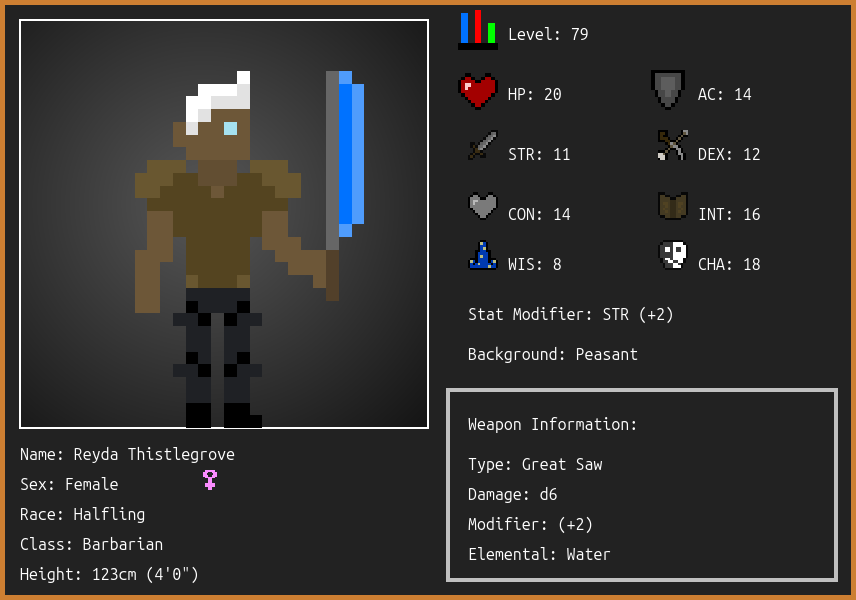 Level: 79
HP: 20
AC: 14
STR: 11
DEX: 12
CON: 14
INT: 16
WIS: 8
CHA: 18
Stat Modifier: STR (+2)
Background: Peasant
Weapon Information:
Type: Great Saw
Damage: d6
Modifier: (+2)
Elemental: Water
Name: Reyda Thistlegrove
Sex: Female
Race: Halfling
Class: Barbarian
Height: 123cm (4'0")